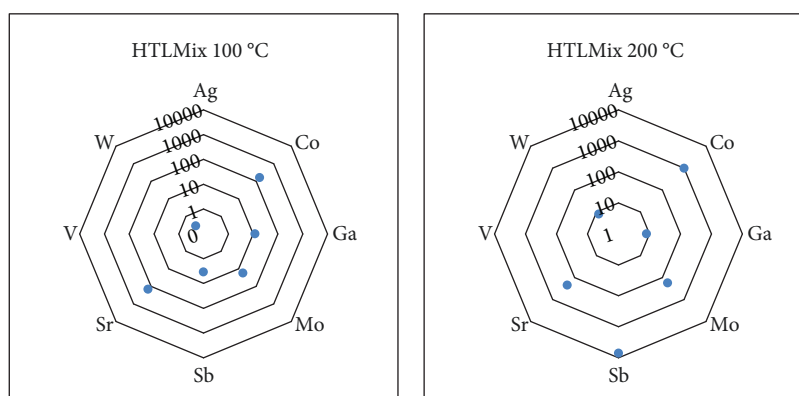 HTLMix 100 °C
Ag
Co
Ga
Mo
Sb
Sr
V
W
10000
1000
100
10
1
0
HTLMix 200 °C
Ag
Co
Ga
Mo
Sb
Sr
V
W
10000
1000
100
10
1